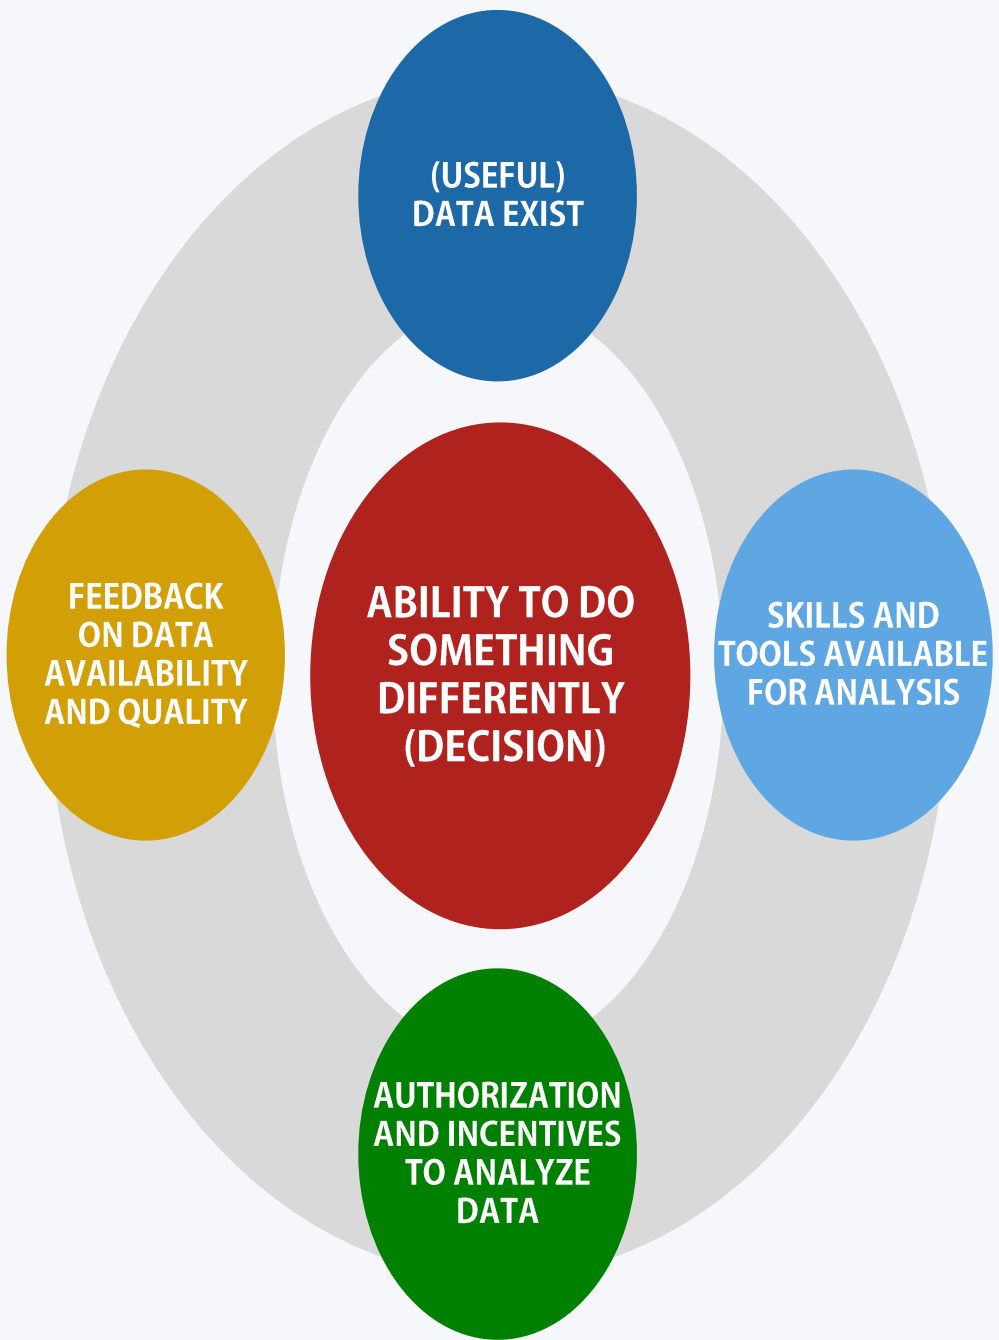 (USEFUL)
DATA EXIST
FEEDBACK
ON DATA
AVAILABILITY
AND QUALITY
ABILITY TO DO
SOMETHING
DIFFERENTLY
(DECISION)
SKILLS AND
TOOLS AVAILABLE
FOR ANALYSIS
AUTHORIZATION
AND INCENTIVES
TO ANALYZE
DATA